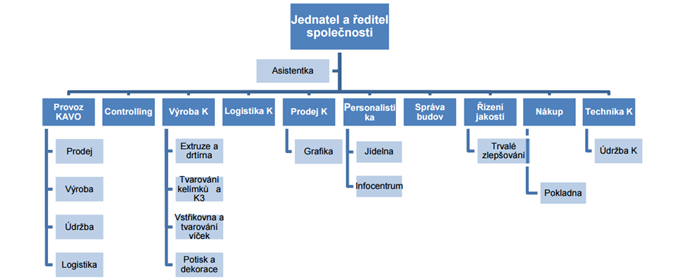 Jednatel a ředitel
společnosti
Asistentka
Provoz
KAVO
Controlling
Výroba K
Logistika K
Prodej K
Personalisti
ka
Správa
budov
Řízení
jakosti
Nákup
Technika K
Prodej
Výroba
Údržba
Logistika
Extruze a
drtírna
Tvarování
kelímků a
K3
Vstřikovna a
tvarování
víček
Potisk a
dekorace
Grafika
Jídelna
Infocentrum
Trvalé
zlepšování
Pokladna
Údržba K